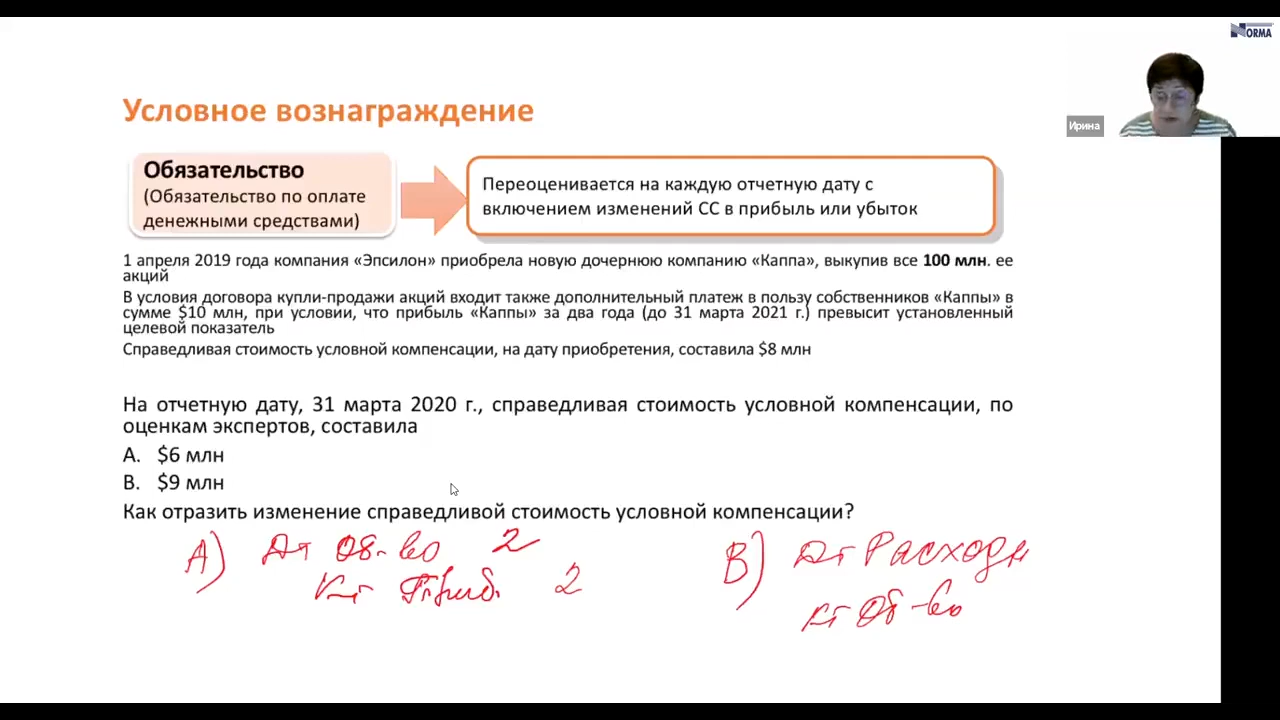 NORMA
Ирина
Условное вознаграждение
Обязательство
(Обязательство по оплате
денежными средствами)
Переоценивается на каждую отчетную дату с
включением изменений СС в прибыль или убыток
1 апреля 2019 года компания «Эпсилон» приобрела новую дочернюю компанию «Каппа», выкупив все 100 млн. ее
акций
В условия договора купли-продажи акций входит также дополнительный платеж в пользу собственников «Каппы» в
сумме $10 млн, при условии, что прибыль «Каппы» за два года (до 31 марта 2021 г.) превысит установленный
целевой показатель
Справедливая стоимость условной компенсации, на дату приобретения, составила $8 млн
На отчетную дату, 31 марта 2020 г., справедливая стоимость условной компенсации, по
оценкам экспертов, составила
A. $6 млн
B. $9 млн
Как отразить изменение справедливой стоимость условной компенсации?
А) Дт Об-во 2
Кт Приб. 2
В) Дт Расходы
Кт Об-во